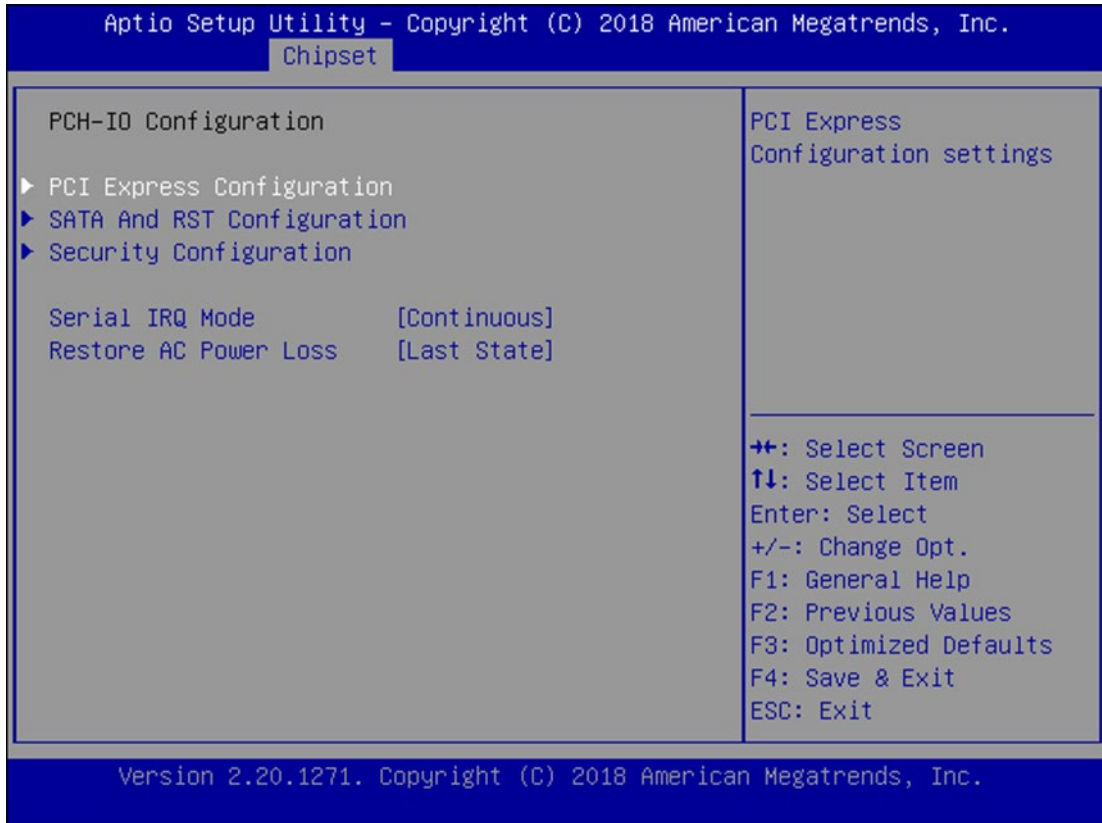 Aptio Setup Utility – Copyright (C) 2018 American Megatrends, Inc.
Chipset
PCH-IO Configuration
▶ PCI Express Configuration
▶ SATA And RST Configuration
▶ Security Configuration
Serial IRQ Mode [Continuous]
Restore AC Power Loss [Last State]
PCI Express
Configuration settings
→←: Select Screen
↑↓: Select Item
Enter: Select
+/-: Change Opt.
F1: General Help
F2: Previous Values
F3: Optimized Defaults
F4: Save & Exit
ESC: Exit
Version 2.20.1271. Copyright (C) 2018 American Megatrends, Inc.